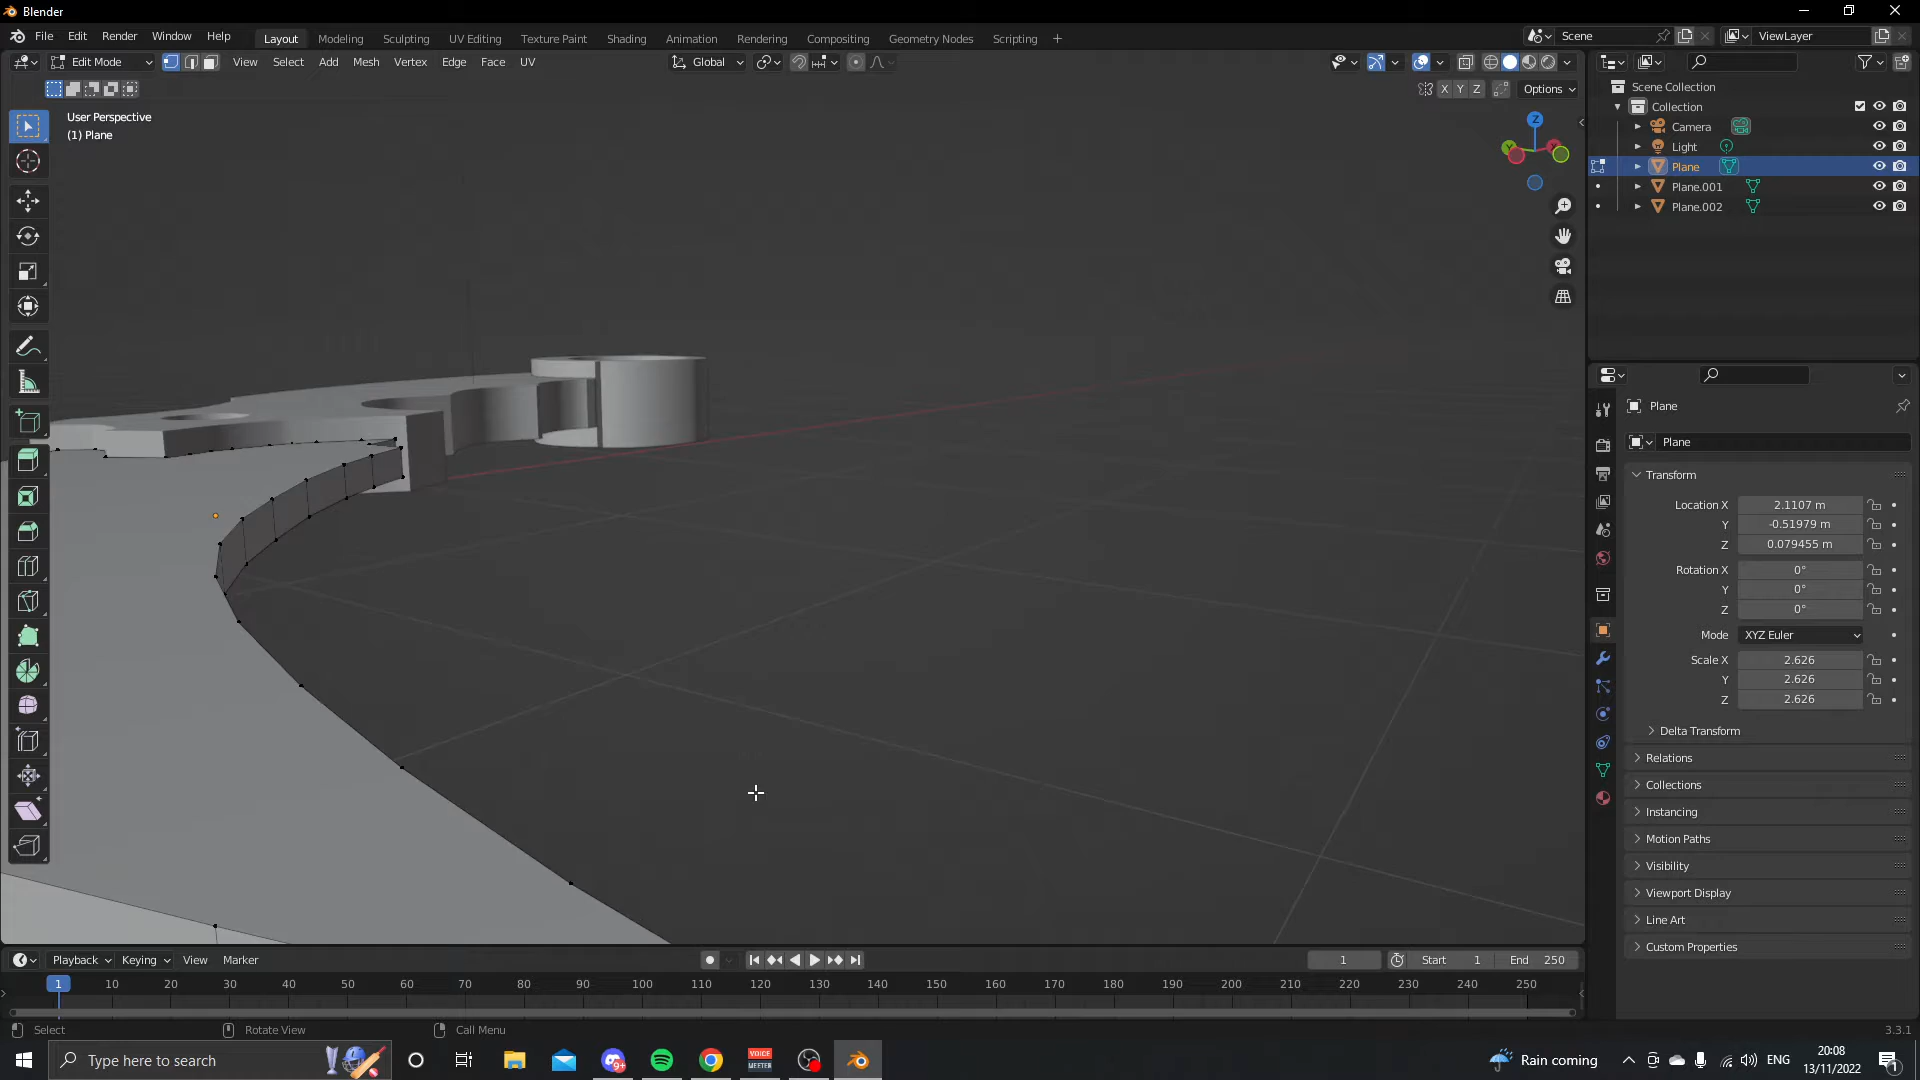 Blender
File Edit Render Window Help
Layout Modeling Sculpting UV Editing Texture Paint Shading Animation Rendering Compositing Geometry Nodes Scripting +
Scene
ViewLayer
Edit Mode
View Select Add Mesh Vertex Edge Face UV
Global
X Y Z
Options
User Perspective
(1) Plane
Z
Scene Collection
Collection
Camera
Light
Plane
Plane.001
Plane.002
Plane
Plane
Transform
Location X 2.1107 m
Y -0.51979 m
Z 0.079455 m
Rotation X 0°
Y 0°
Z 0°
Mode XYZ Euler
Scale X 2.626
Y 2.626
Z 2.626
Delta Transform
Relations
Collections
Instancing
Motion Paths
Visibility
Viewport Display
Line Art
Custom Properties
Playback Keying View Marker
1 Start 1 End 250
1 10 20 30 40 50 60 70 80 90 100 110 120 130 140 150 160 170 180 190 200 210 220 230 240 250
Select Rotate View Call Menu 3.3.1
Type here to search
9+
VOICE
MEETER
Rain coming
ENG
20:08
13/11/2022
1